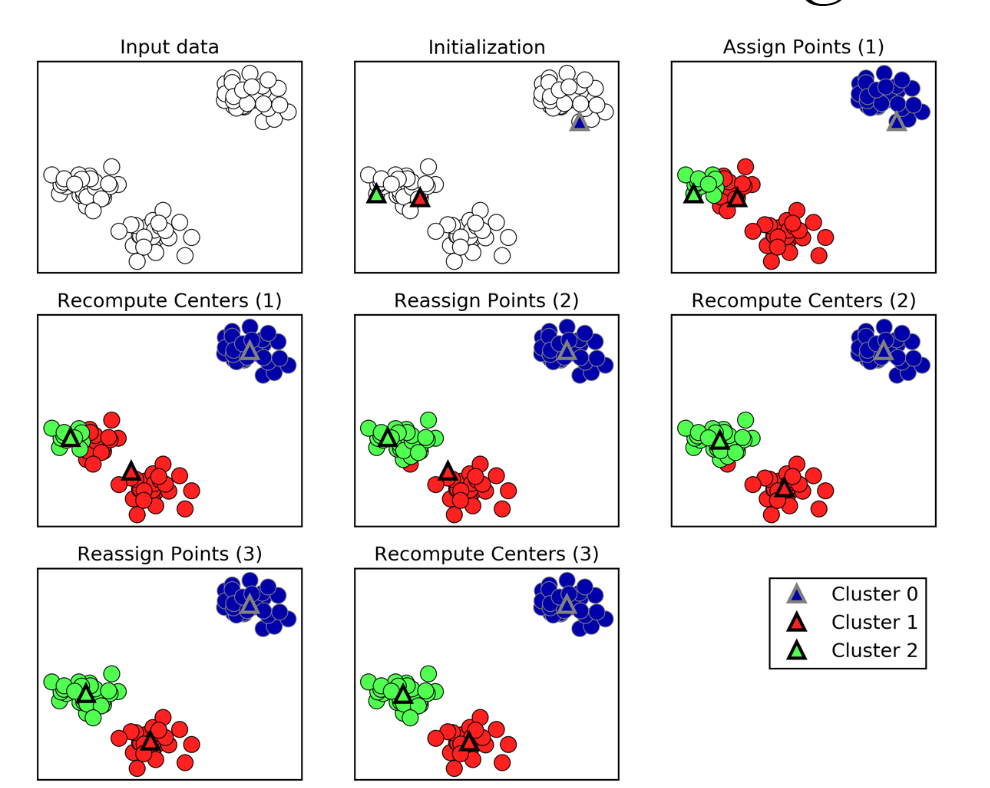 Input data
Initialization
Assign Points (1)
Recompute Centers (1)
Reassign Points (2)
Recompute Centers (2)
Reassign Points (3)
Recompute Centers (3)
Cluster 0
Cluster 1
Cluster 2